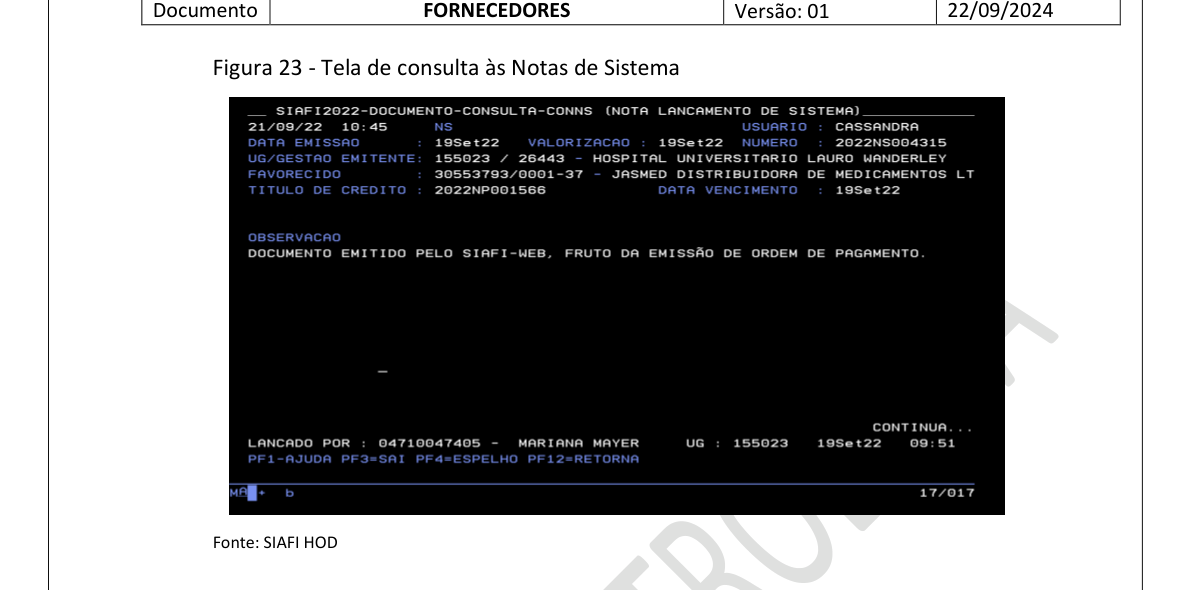 Documento FORNECEDORES Versão: 01 22/09/2024
Figura 23 - Tela de consulta às Notas de Sistema
__ SIAFI2022-DOCUMENTO-CONSULTA-CONNS (NOTA LANCAMENTO DE SISTEMA)____________
21/09/22 10:45 NS USUARIO : CASSANDRA
DATA EMISSAO : 19Set22 VALORIZACAO : 19Set22 NUMERO : 2022NS004315
UG/GESTAO EMITENTE: 155023 / 26443 - HOSPITAL UNIVERSITARIO LAURO WANDERLEY
FAVORECIDO : 30553793/0001-37 - JASMED DISTRIBUIDORA DE MEDICAMENTOS LT
TITULO DE CREDITO : 2022NP001566 DATA VENCIMENTO : 19Set22
OBSERVACAO
DOCUMENTO EMITIDO PELO SIAFI-WEB, FRUTO DA EMISSÃO DE ORDEM DE PAGAMENTO.
CONTINUA...
LANCADO POR : 04710047405 - MARIANA MAYER UG : 155023 19Set22 09:51
PF1-AJUDA PF3=SAI PF4=ESPELHO PF12=RETORNA
MA + b 17/017
Fonte: SIAFI HOD